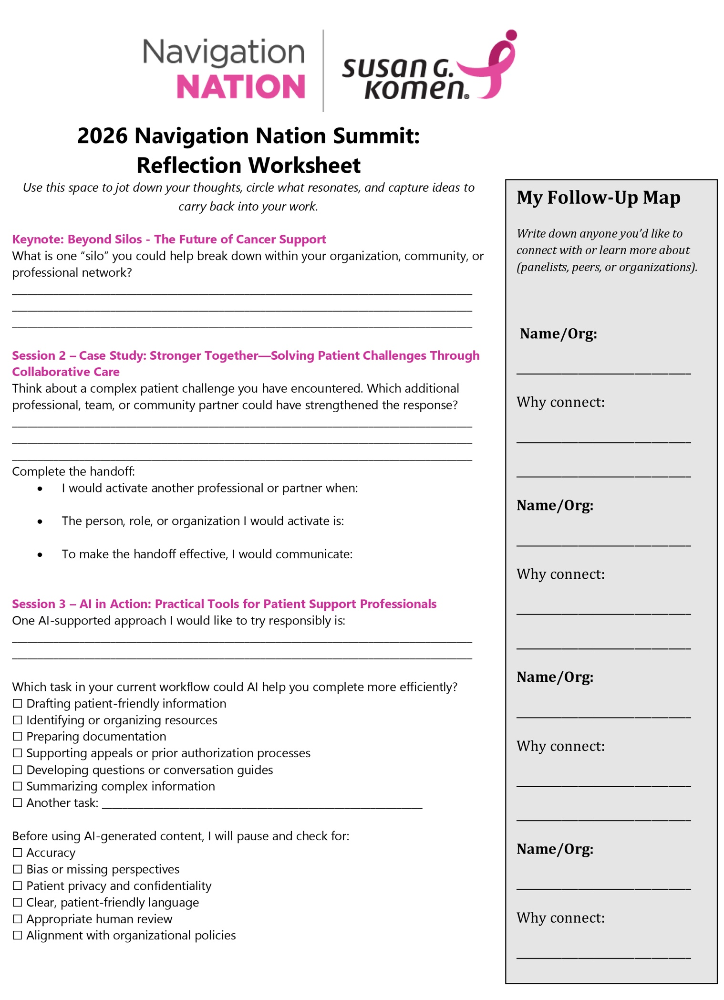 Navigation
NATION
susan G.
komen®
2026 Navigation Nation Summit:
Reflection Worksheet
Use this space to jot down your thoughts, circle what resonates, and capture ideas to
carry back into your work.
Keynote: Beyond Silos - The Future of Cancer Support
What is one “silo” you could help break down within your organization, community, or
professional network?
Session 2 – Case Study: Stronger Together—Solving Patient Challenges Through
Collaborative Care
Think about a complex patient challenge you have encountered. Which additional
professional, team, or community partner could have strengthened the response?
Complete the handoff:
• I would activate another professional or partner when:
• The person, role, or organization I would activate is:
• To make the handoff effective, I would communicate:
Session 3 – AI in Action: Practical Tools for Patient Support Professionals
One AI-supported approach I would like to try responsibly is:
Which task in your current workflow could AI help you complete more efficiently?
☐ Drafting patient-friendly information
☐ Identifying or organizing resources
☐ Preparing documentation
☐ Supporting appeals or prior authorization processes
☐ Developing questions or conversation guides
☐ Summarizing complex information
☐ Another task: ____
Before using AI-generated content, I will pause and check for:
☐ Accuracy
☐ Bias or missing perspectives
☐ Patient privacy and confidentiality
☐ Clear, patient-friendly language
☐ Appropriate human review
☐ Alignment with organizational policies
My Follow-Up Map
Write down anyone you’d like to
connect with or learn more about
(panelists, peers, or organizations).
Name/Org:
Why connect:
Name/Org:
Why connect:
Name/Org:
Why connect:
Name/Org:
Why connect: